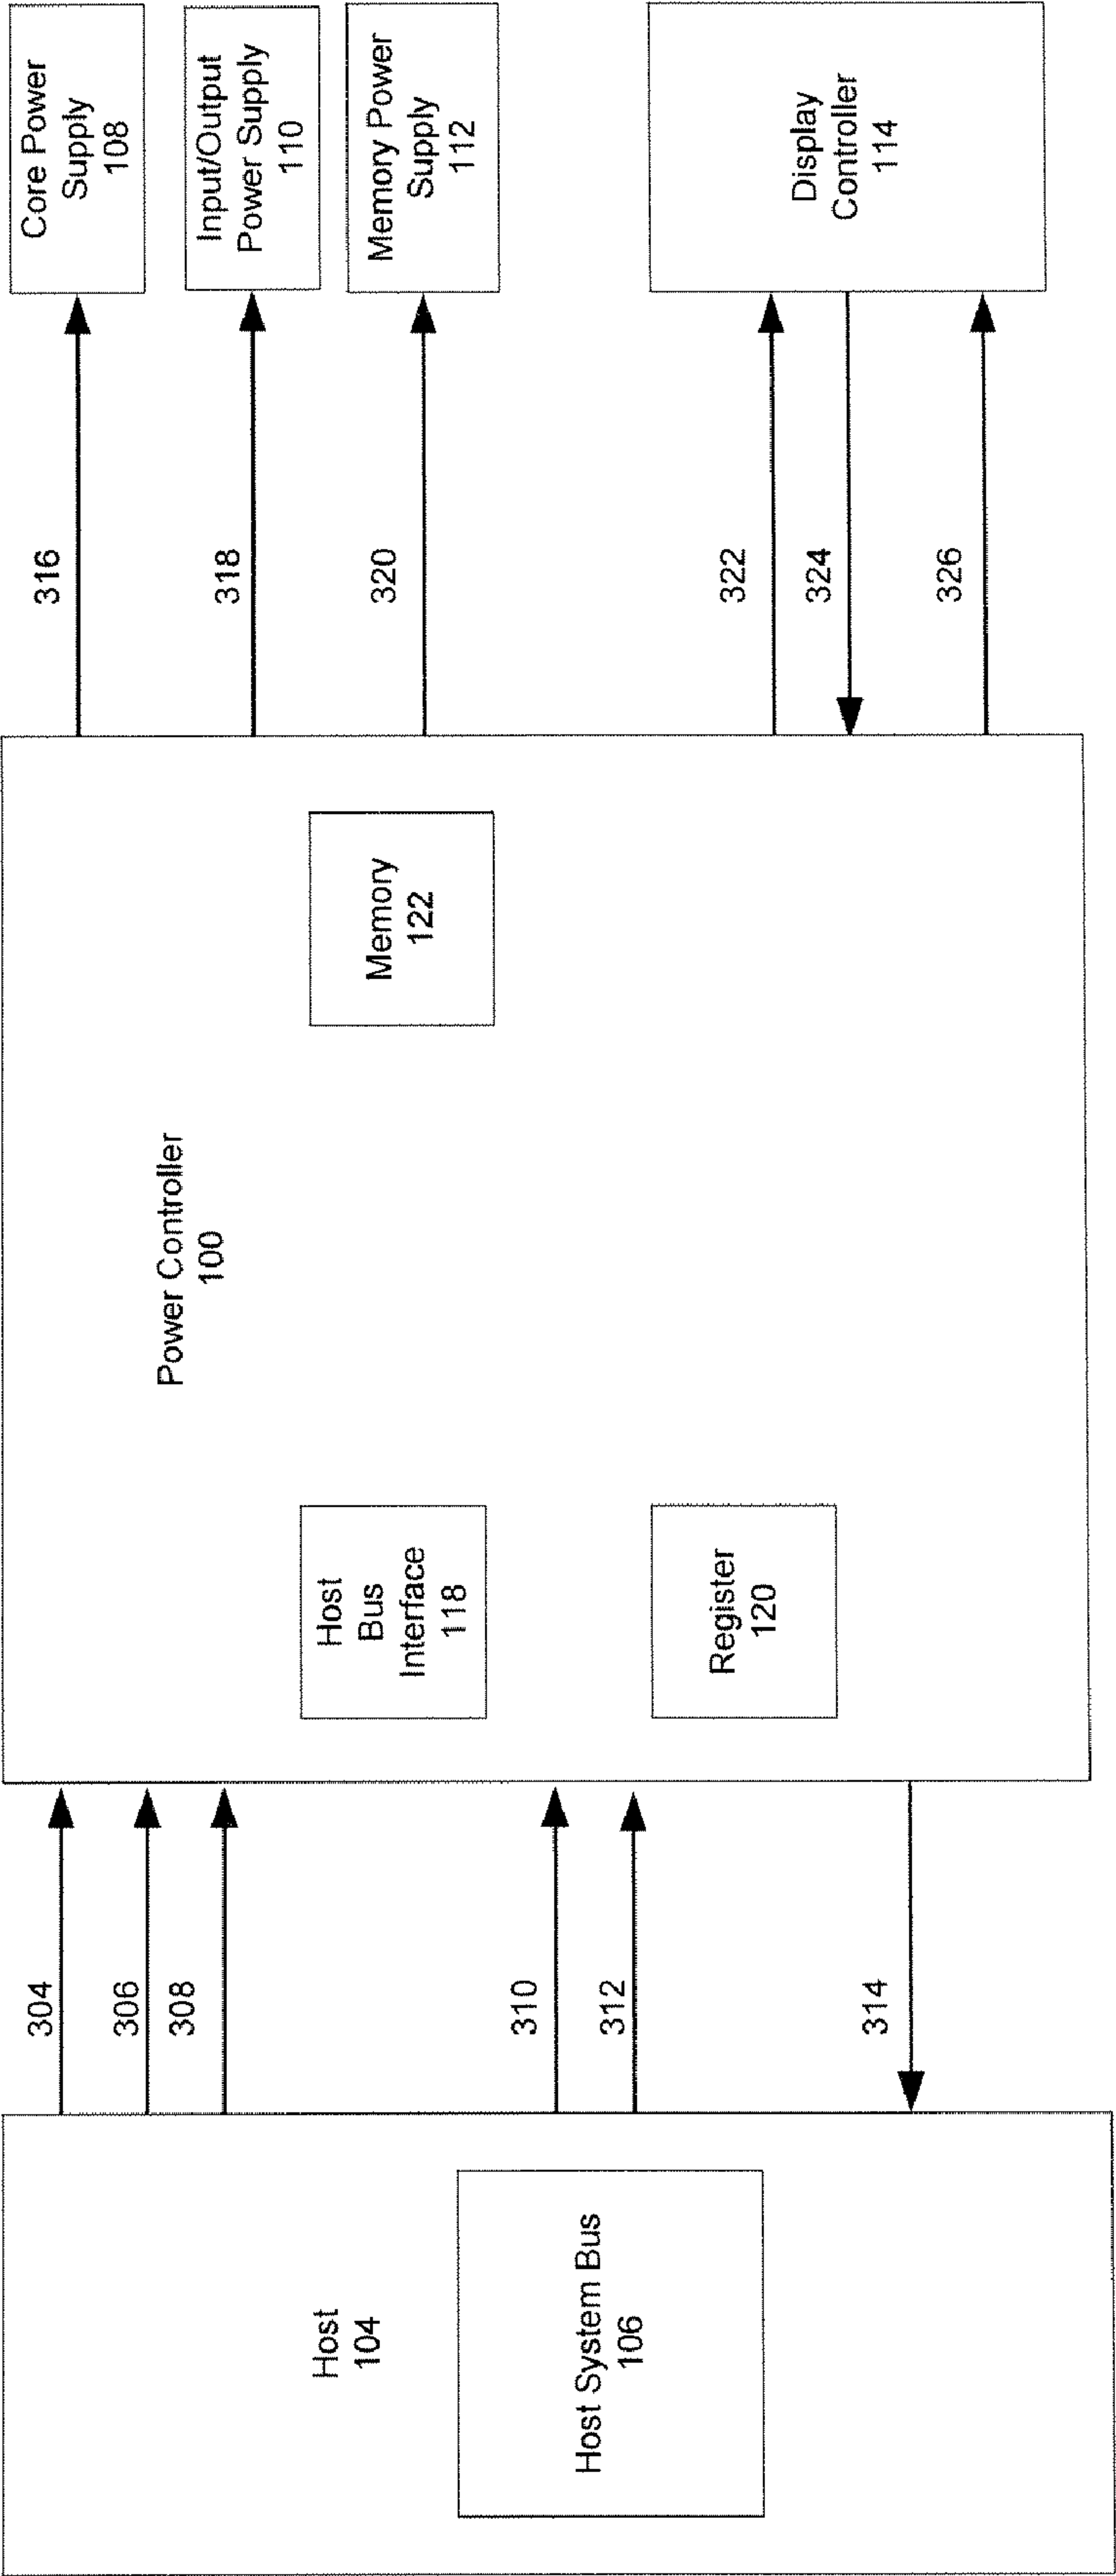 Host
104
Host System Bus
106
304
306
308
310
312
314
Power Controller
100
Host
Bus
Interface
118
Register
120
Memory
122
316
318
320
322
324
326
Core Power
Supply
108
Input/Output
Power Supply
110
Memory Power
Supply
112
Display
Controller
114